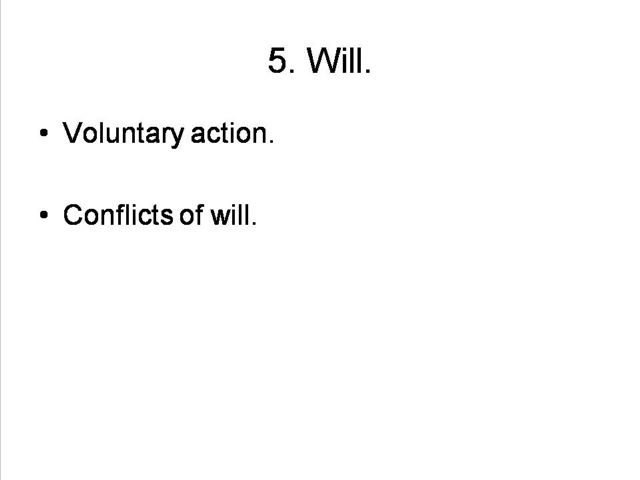 5. Will.
• Voluntary action.
• Conflicts of will.